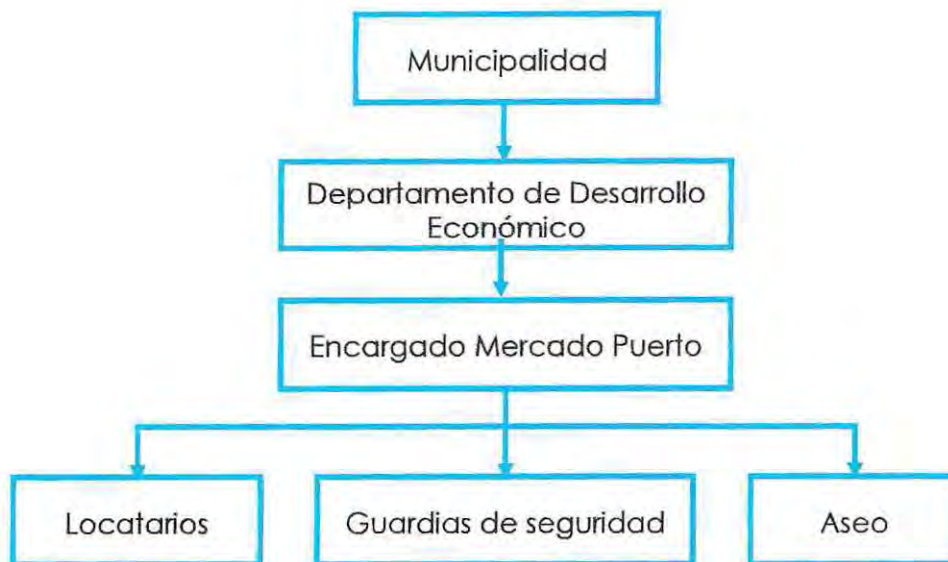 Municipalidad
Departamento de Desarrollo
Económico
Encargado Mercado Puerto
Locatarios
Guardias de seguridad
Aseo